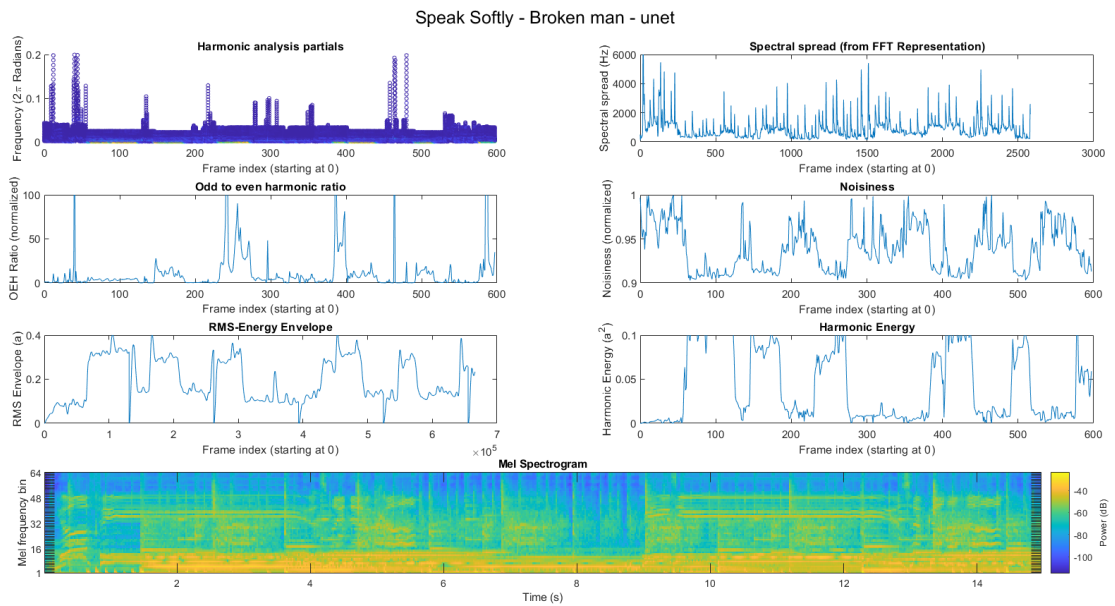 Speak Softly - Broken man - unet
Harmonic analysis partials
Frequency (2π Radians)
0.2
0.1
0
0 100 200 300 400 500 600
Frame index (starting at 0)
Spectral spread (from FFT Representation)
Spectral spread (Hz)
6000
4000
2000
0
0 500 1000 1500 2000 2500 3000
Frame index (starting at 0)
Odd to even harmonic ratio
OEH Ratio (normalized)
100
50
0
0 100 200 300 400 500 600
Frame index (starting at 0)
Noisiness
Noisiness (normalized)
1
0.95
0.9
0 100 200 300 400 500 600
Frame index (starting at 0)
RMS-Energy Envelope
RMS Envelope (a)
0.4
0.2
0
0 1 2 3 4 5 6 7
Frame index (starting at 0)
×10^5
Harmonic Energy
Harmonic Energy (a^2)
0.1
0.05
0
0 100 200 300 400 500 600
Frame index (starting at 0)
Mel Spectrogram
Mel frequency bin
64
48
32
16
1
2 4 6 8 10 12 14
Time (s)
-40
-60
-80
-100
Power (dB)